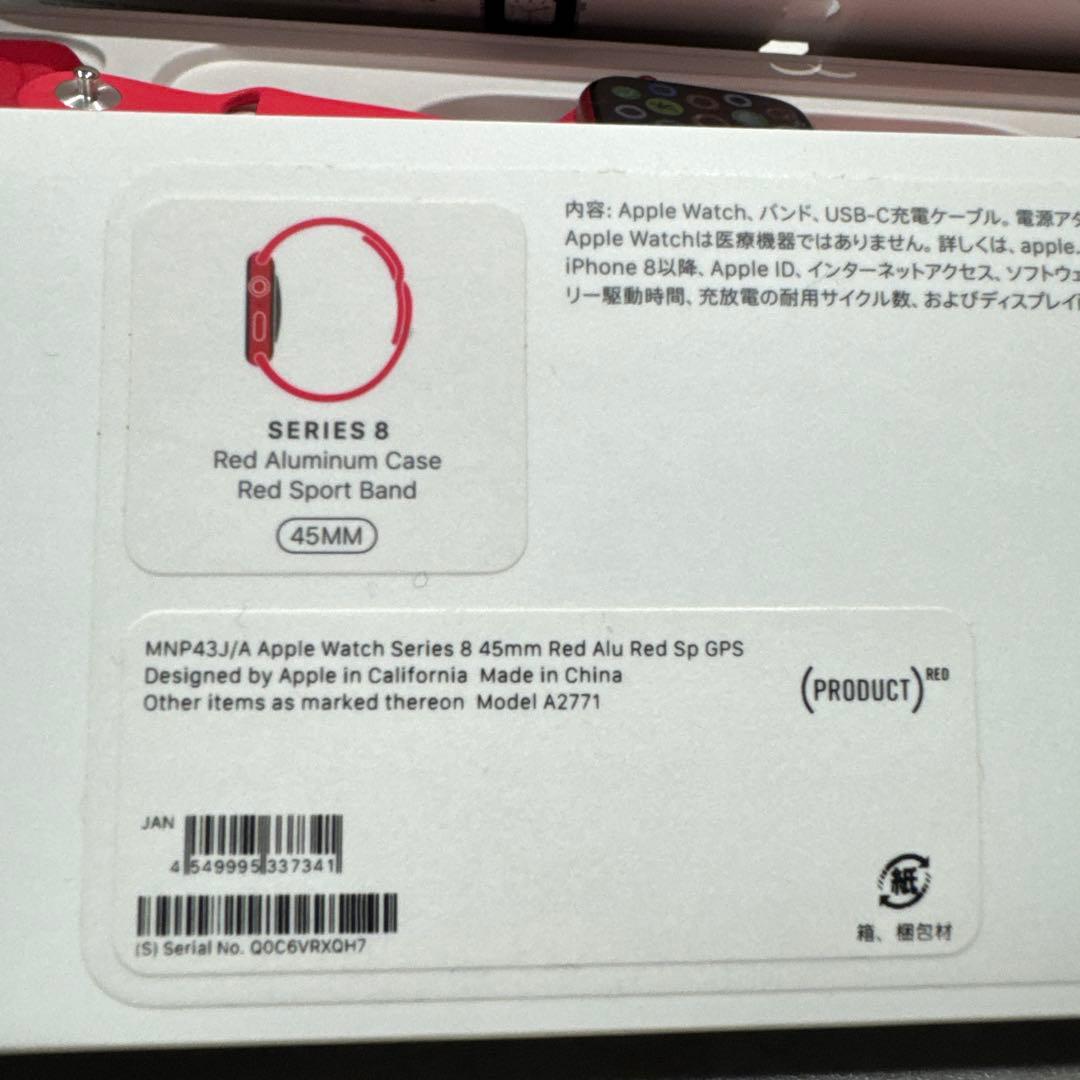 内容: Apple Watch、バンド、USB-C充電ケーブル。電源アダ
Apple Watchは医療機器ではありません。詳しくは、apple.
iPhone 8以降、Apple ID、インターネットアクセス、ソフトウェ
リー駆動時間、充放電の耐用サイクル数、およびディスプレイ
SERIES 8
Red Aluminum Case
Red Sport Band
45MM
MNP43J/A Apple Watch Series 8 45mm Red Alu Red Sp GPS
Designed by Apple in California Made in China
Other items as marked thereon Model A2771
(PRODUCT)RED
JAN
4 549995 337341
(S) Serial No. Q0C6VRXQH7
紙
箱、梱包材